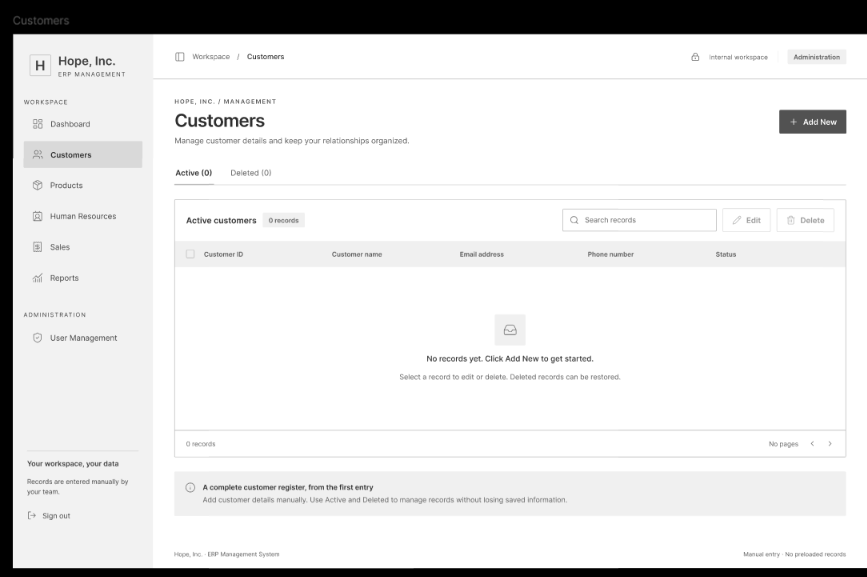 Customers
H
Hope, Inc.
ERP MANAGEMENT
WORKSPACE
Dashboard
Customers
Products
Human Resources
Sales
Reports
ADMINISTRATION
User Management
Your workspace, your data
Records are entered manually by
your team.
Sign out
Workspace / Customers
Internal workspace
Administration
HOPE, INC. / MANAGEMENT
Customers
Manage customer details and keep your relationships organized.
+ Add New
Active (0) Deleted (0)
Active customers 0 records
Search records
Edit
Delete
Customer ID Customer name Email address Phone number Status
No records yet. Click Add New to get started.
Select a record to edit or delete. Deleted records can be restored.
0 records
No pages < >
A complete customer register, from the first entry
Add customer details manually. Use Active and Deleted to manage records without losing saved information.
Hope, Inc. · ERP Management System
Manual entry · No preloaded records